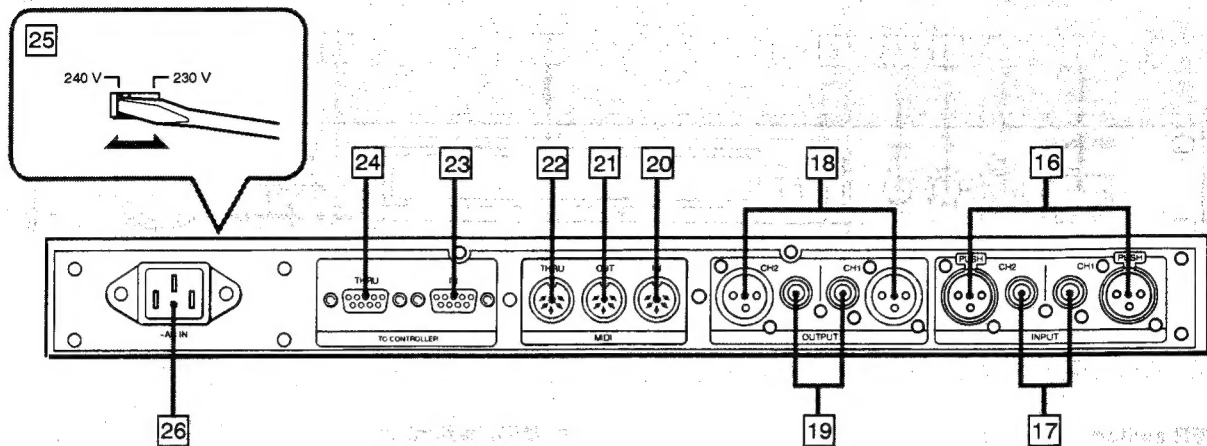 25
240 V
230 V
24
23
22
21
20
18
16
THRU
IN
THRU
OUT
IN
CH2
CH1
PUSH
CH2
CH1
PUSH
~AC IN
TO CONTROLLER
MIDI
OUTPUT
INPUT
26
19
17